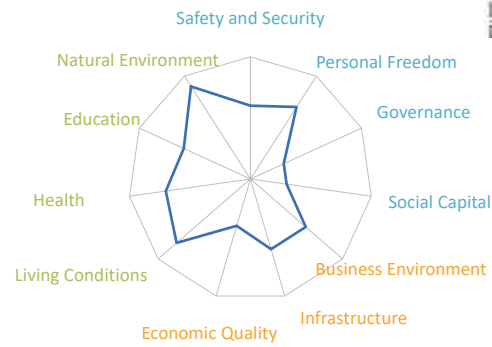 Safety and Security
Natural Environment
Personal Freedom
Education
Governance
Health
Social Capital
Living Conditions
Business Environment
Economic Quality
Infrastructure